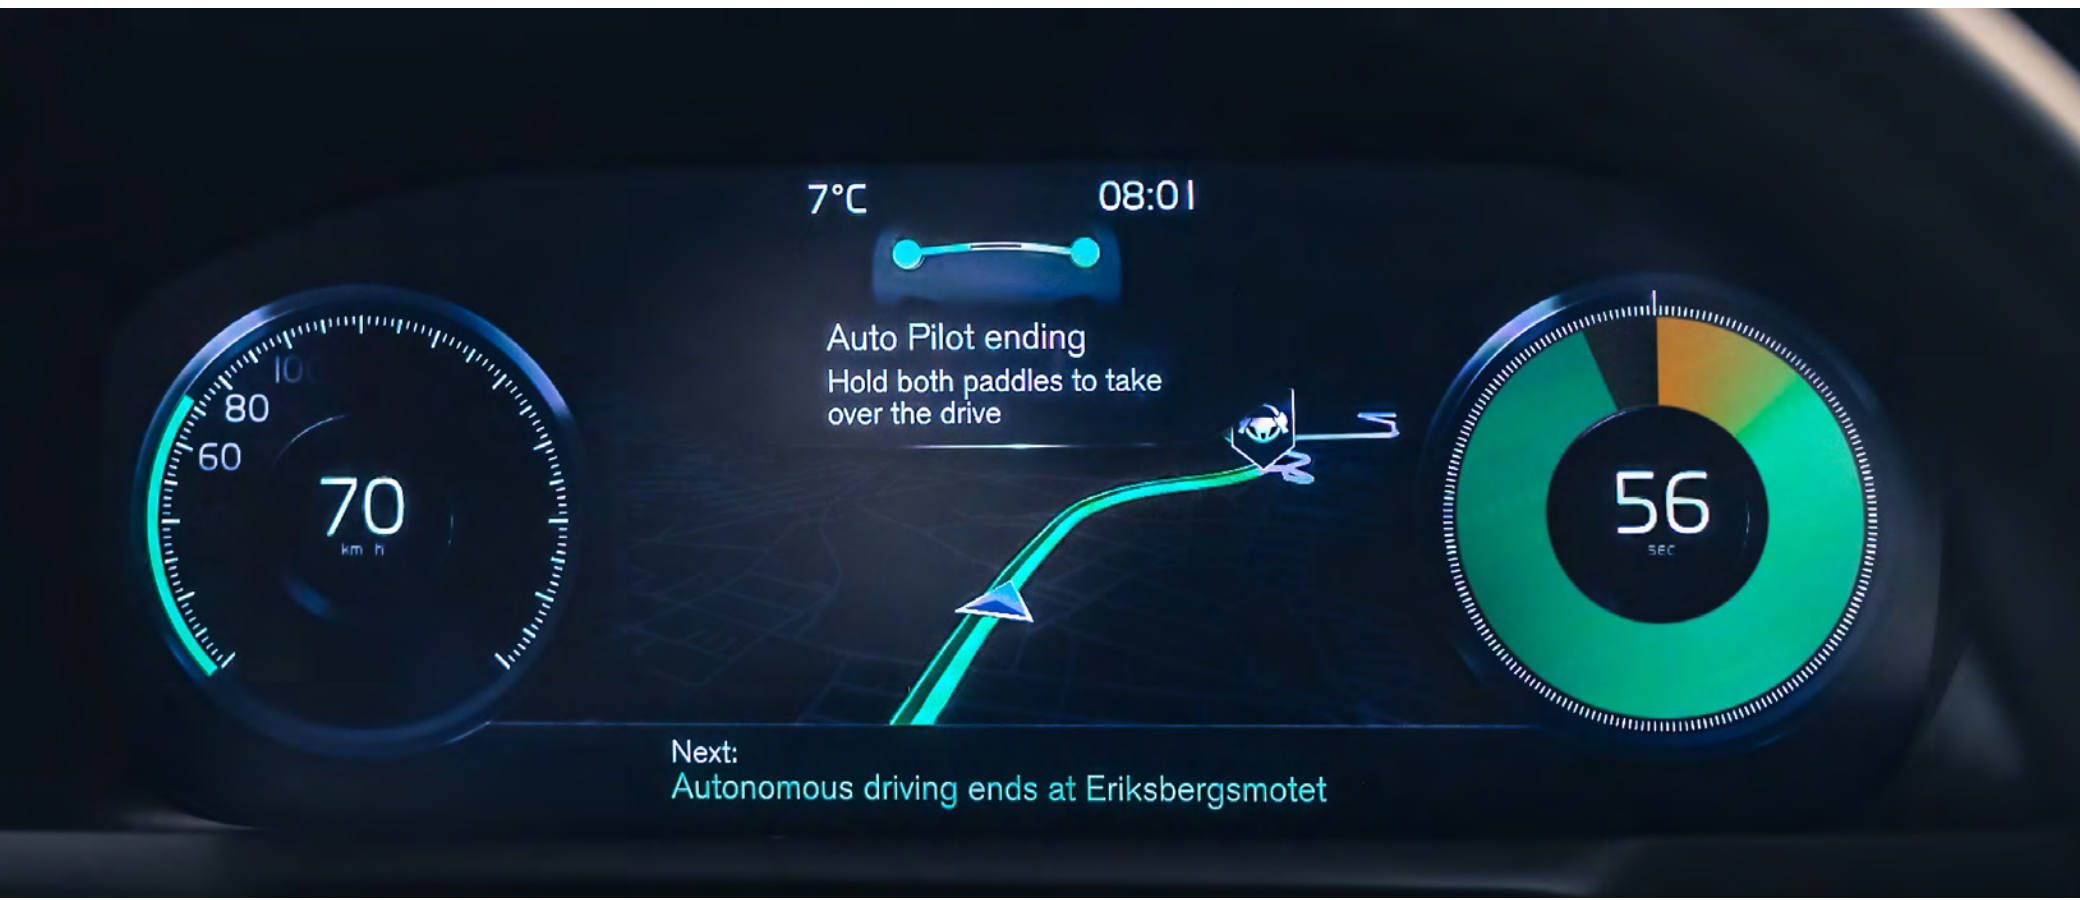 7°C
08:01
Auto Pilot ending
Hold both paddles to take
over the drive
100
80
60
70
km h
56
SEC
Next:
Autonomous driving ends at Eriksbergsmotet